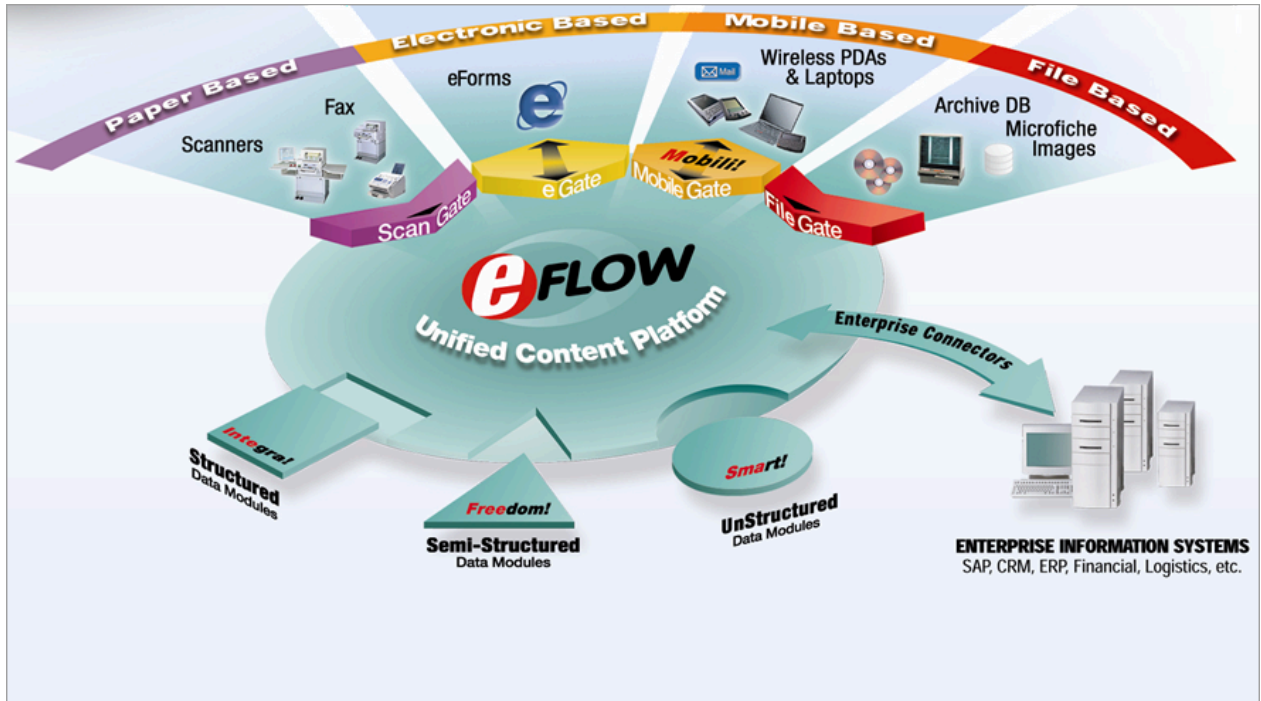 Paper Based
Electronic Based
Mobile Based
File Based
Scanners
Fax
eForms
Mail
Wireless PDAs
& Laptops
Archive DB
Microfiche
Images
Scan Gate
e Gate
Mobili!
Mobile Gate
File Gate
eFLOW
Unified Content Platform
Enterprise Connectors
Integra!
Structured
Data Modules
Freedom!
Semi-Structured
Data Modules
Smart!
UnStructured
Data Modules
ENTERPRISE INFORMATION SYSTEMS
SAP, CRM, ERP, Financial, Logistics, etc.